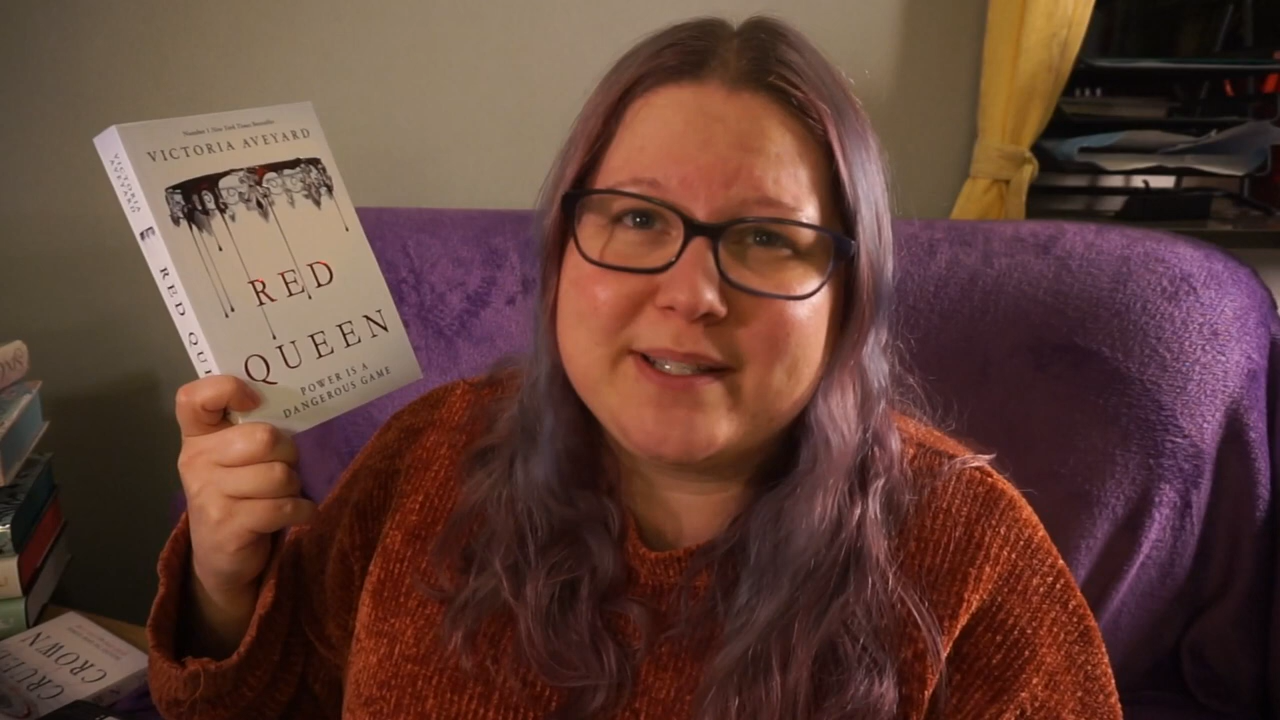 Number 1 New York Times Bestseller
VICTORIA AVEYARD
RED
QUEEN
POWER IS A
DANGEROUS GAME
VICTORIA
AVEYARD
RED QU
CRUEL
CROWN